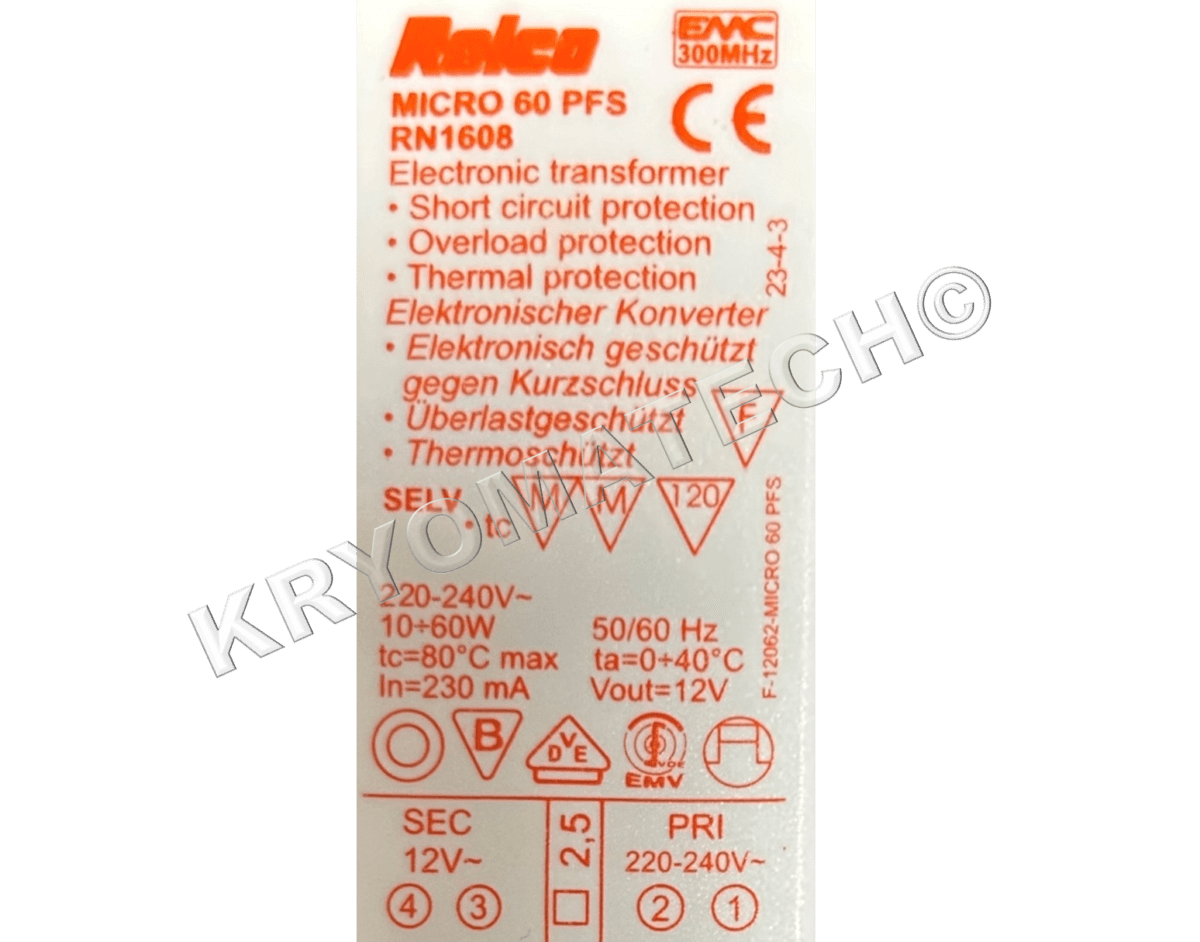 Relco
EMC
300MHz
MICRO 60 PFS
RN1608
CE
Electronic transformer
• Short circuit protection
• Overload protection
• Thermal protection
23-4-3
Elektronischer Konverter
• Elektronisch geschützt
gegen Kurzschluss
• Überlastgeschützt
• Thermoschützt
F
SELV
• tc
M
M
120
F-12062-MICRO 60 PFS
220-240V~
10÷60W 50/60 Hz
tc=80°C max ta=0÷40°C
In=230 mA Vout=12V
B
DVE
VDE
EMV
SEC 2,5 PRI
12V~ 220-240V~
4 3 2 1
KRYOMATECH©